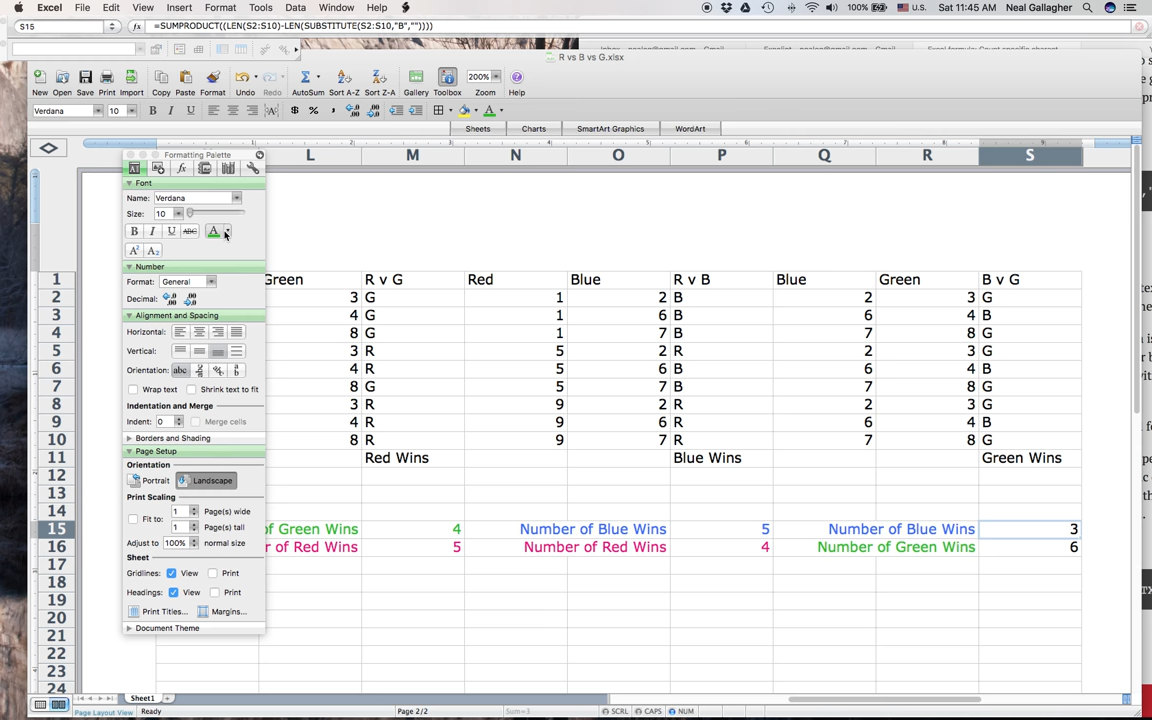 Excel File Edit View Insert Format Tools Data Window Help 100% U.S. Sat 11:45 AM Neal Gallagher
S15 fx =SUMPRODUCT((LEN(S2:S10)-LEN(SUBSTITUTE(S2:S10,"B",""))))
R vs B vs G.xlsx
New Open Save Print Import Copy Paste Format Undo Redo AutoSum Sort A-Z Sort Z-A Gallery Toolbox Zoom Help
200%
Verdana 10 B I U $ %
Sheets Charts SmartArt Graphics WordArt
Formatting Palette
L M N O P Q R S
Font
Name: Verdana
Size: 10
B I U ABC A
A2 A2
Number
Format: General
Decimal:
Alignment and Spacing
Horizontal:
Vertical:
Orientation: abc
Wrap text Shrink text to fit
Indentation and Merge
Indent: 0 Merge cells
Borders and Shading
Page Setup
Orientation
Portrait Landscape
Print Scaling
Fit to: 1 Page(s) wide
1 Page(s) tall
Adjust to 100% normal size
Sheet
Gridlines: View Print
Headings: View Print
Print Titles... Margins...
Document Theme
1 Green R v G Red Blue R v B Blue Green B v G
2 3 G 1 2 B 2 3 G
3 4 G 1 6 B 6 4 B
4 8 G 1 7 B 7 8 G
5 3 R 5 2 R 2 3 G
6 4 R 5 6 B 6 4 B
7 8 G 5 7 B 7 8 G
8 3 R 9 2 R 2 3 G
9 4 R 9 6 R 6 4 B
10 8 R 9 7 R 7 8 G
11 Red Wins Blue Wins Green Wins
12
13
14
15 of Green Wins 4 Number of Blue Wins 5 Number of Blue Wins 3
16 r of Red Wins 5 Number of Red Wins 4 Number of Green Wins 6
17
18
19
20
21
22
23
24
Sheet1
Page Layout View Ready Page 2/2 Sum=3 SCRL CAPS NUM